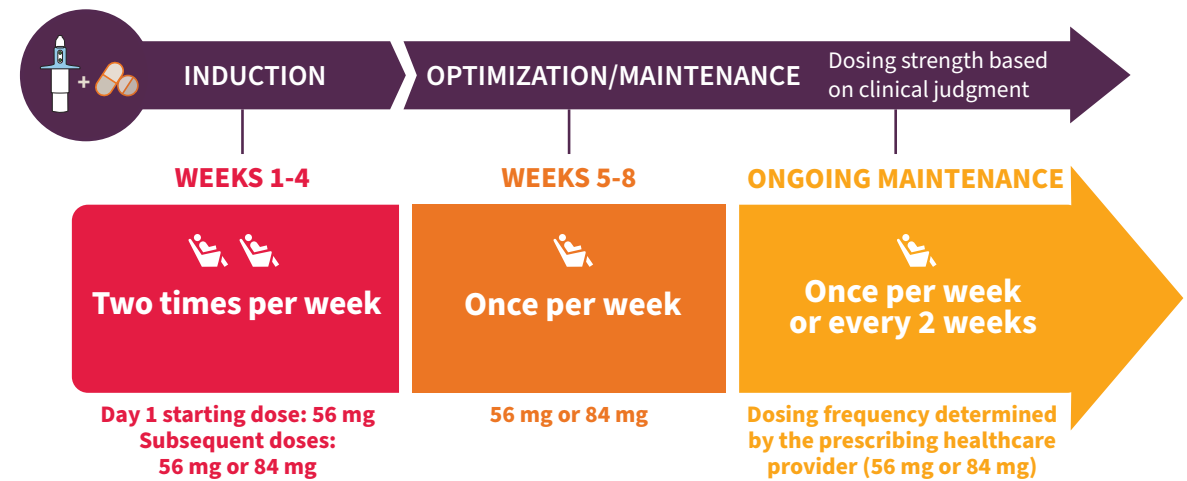 +
INDUCTION
OPTIMIZATION/MAINTENANCE
Dosing strength based
on clinical judgment
WEEKS 1-4
Two times per week
Day 1 starting dose: 56 mg
Subsequent doses:
56 mg or 84 mg
WEEKS 5-8
Once per week
56 mg or 84 mg
ONGOING MAINTENANCE
Once per week
or every 2 weeks
Dosing frequency determined
by the prescribing healthcare
provider (56 mg or 84 mg)